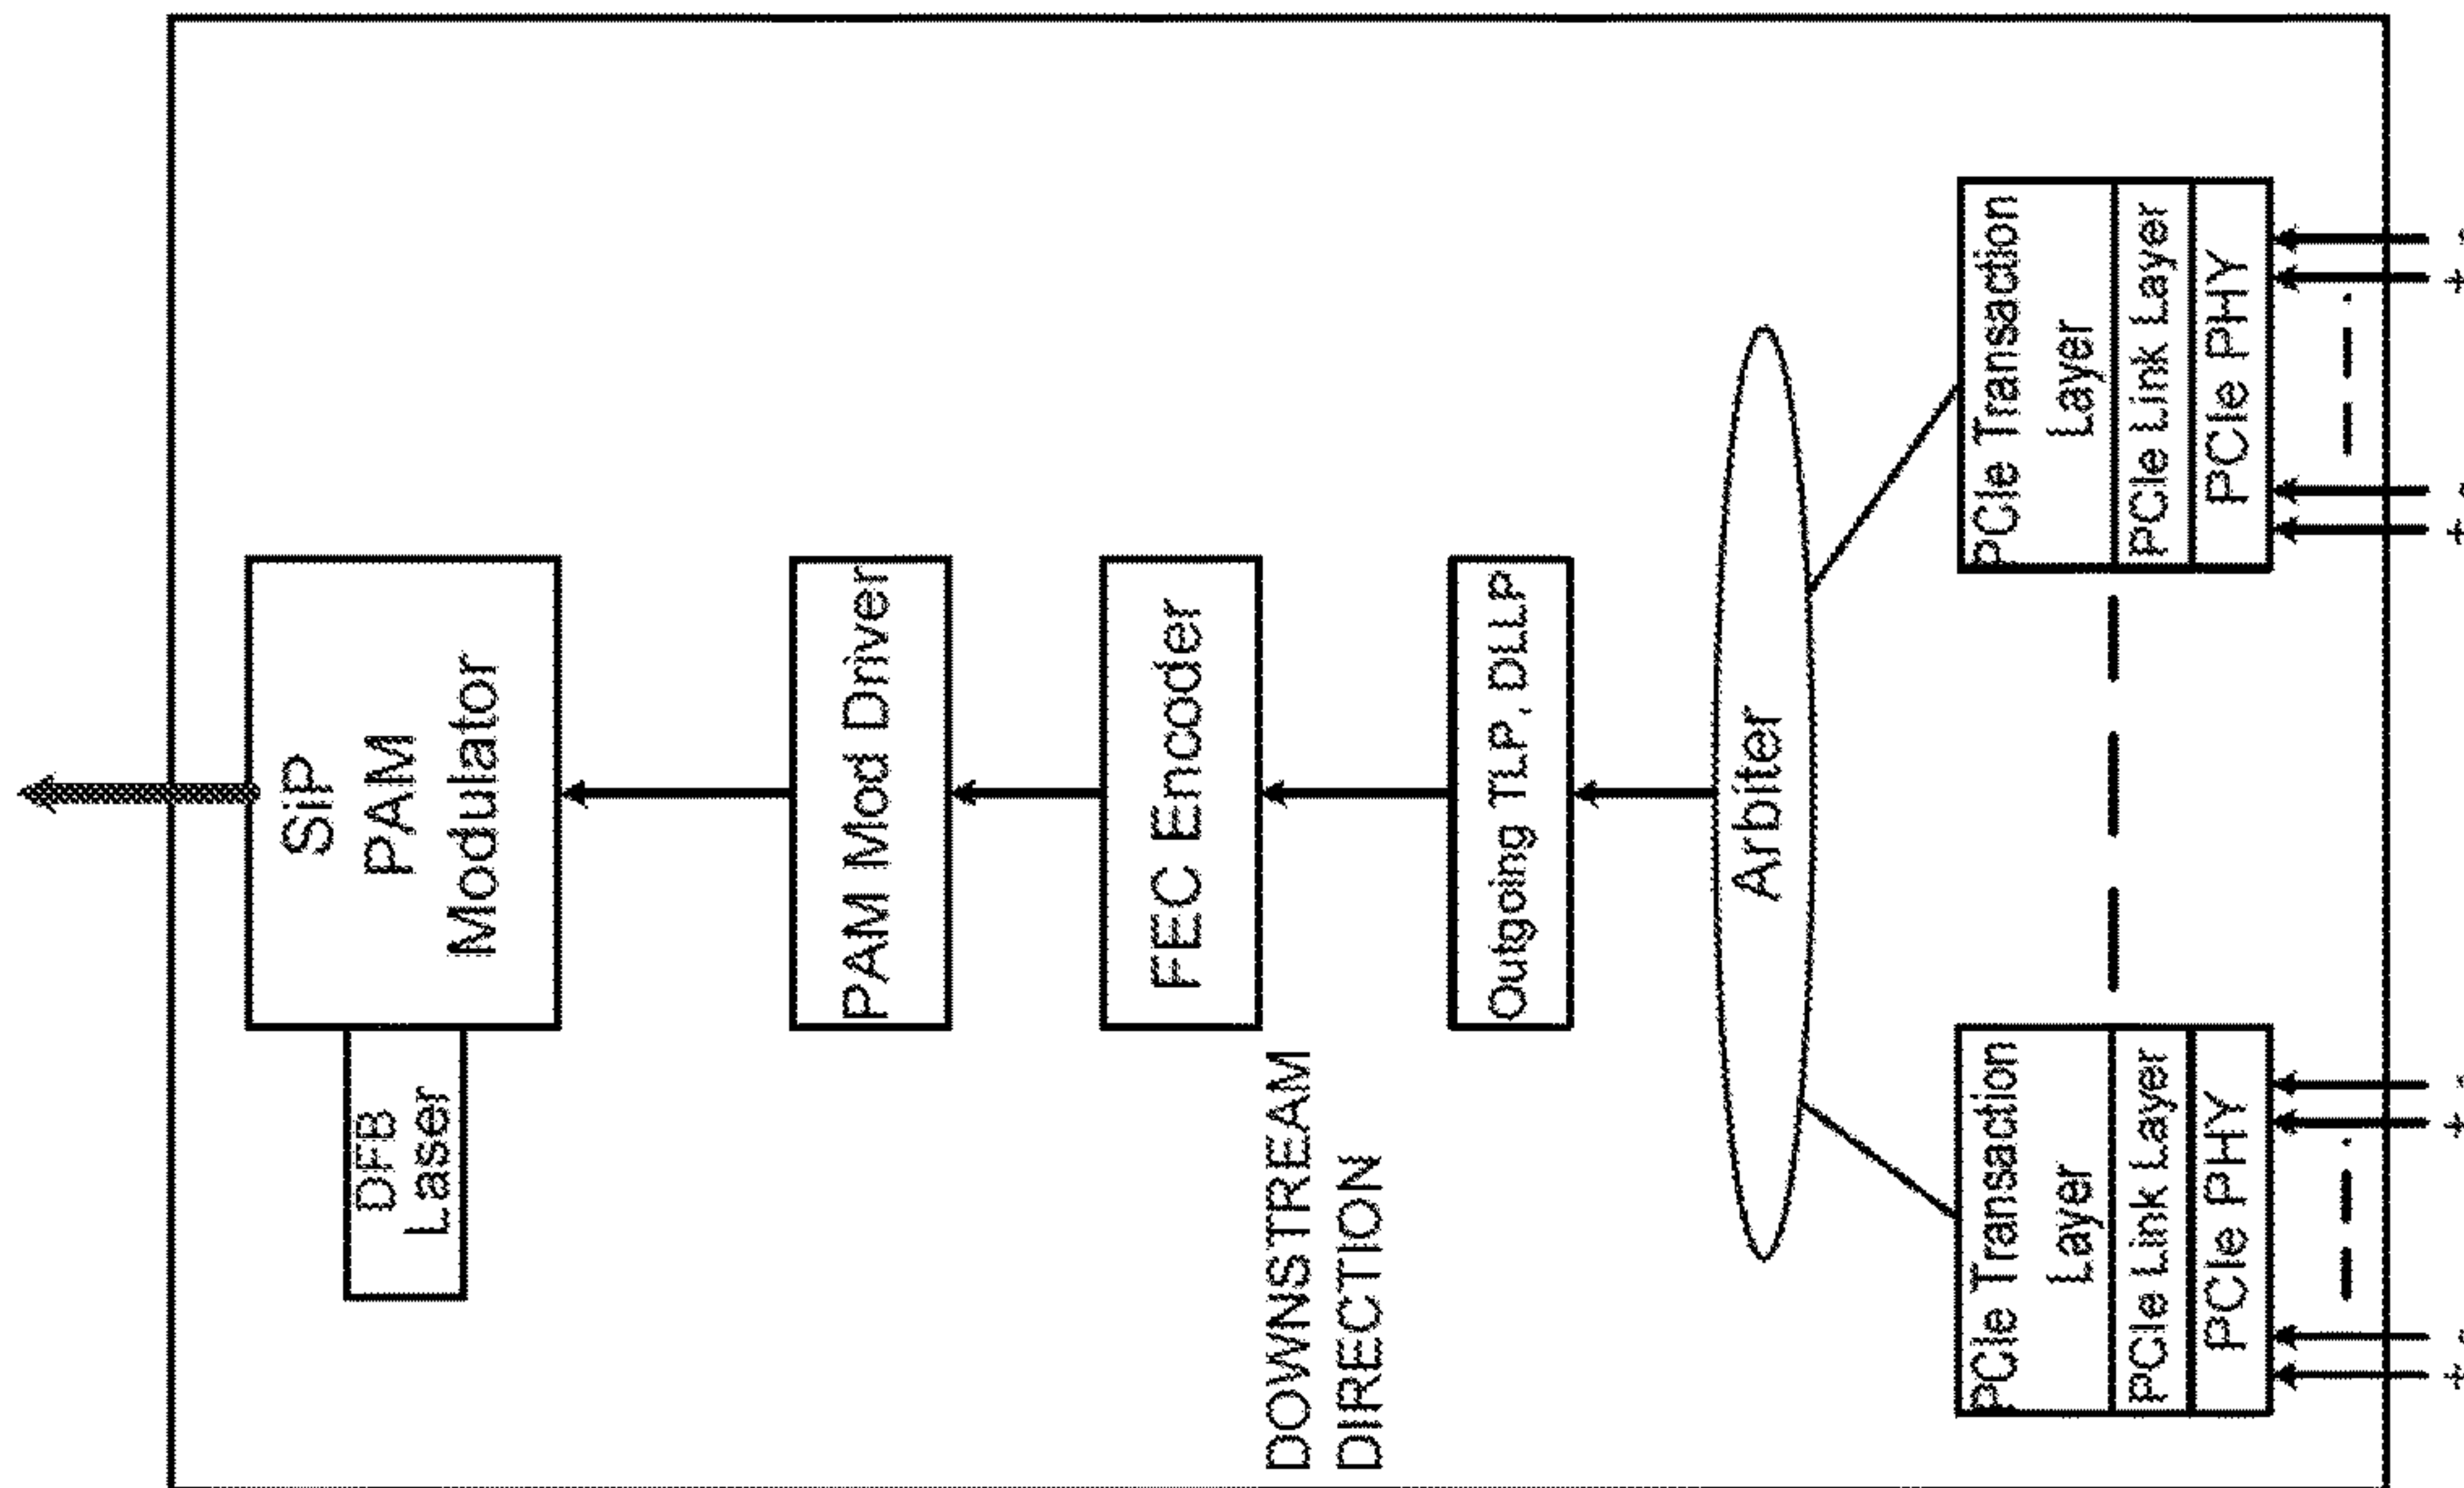 SiP
PAM
Modulator
DFB
Laser
PAM Mod Driver
FEC Encoder
DOWNSTREAM
DIRECTION
Outgoing TLP, DLLP
Arbiter
PCIe Transaction
Layer
PCIe Link Layer
PCIe PHY
+ - + -
PCIe Transaction
Layer
PCIe Link Layer
PCIe PHY
+ - + -